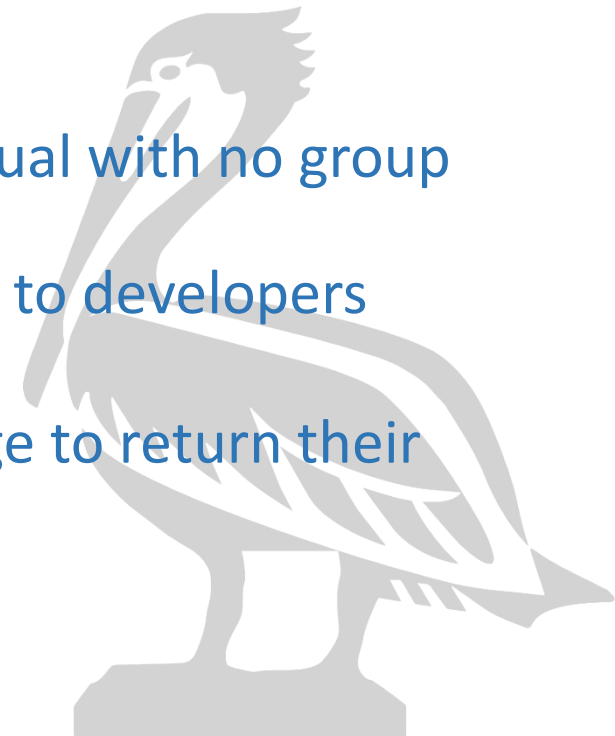 ual with no group
to developers
ge to return their